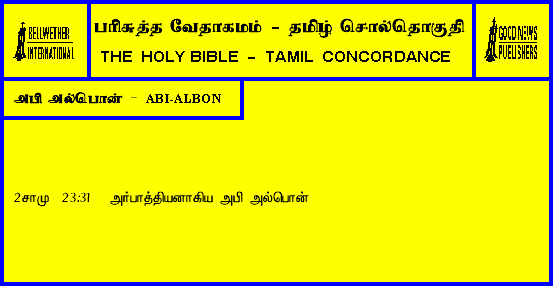 BELLWETHER
INTERNATIONAL
பரிசுத்த வேதாகமம் - தமிழ் சொல்தொகுதி
THE HOLY BIBLE - TAMIL CONCORDANCE
GOOD NEWS
PUBLISHERS
அபி அல்பொன் - ABI-ALBON
2சாமு 23:31 அர்பாத்தியனாகிய அபி அல்பொன்